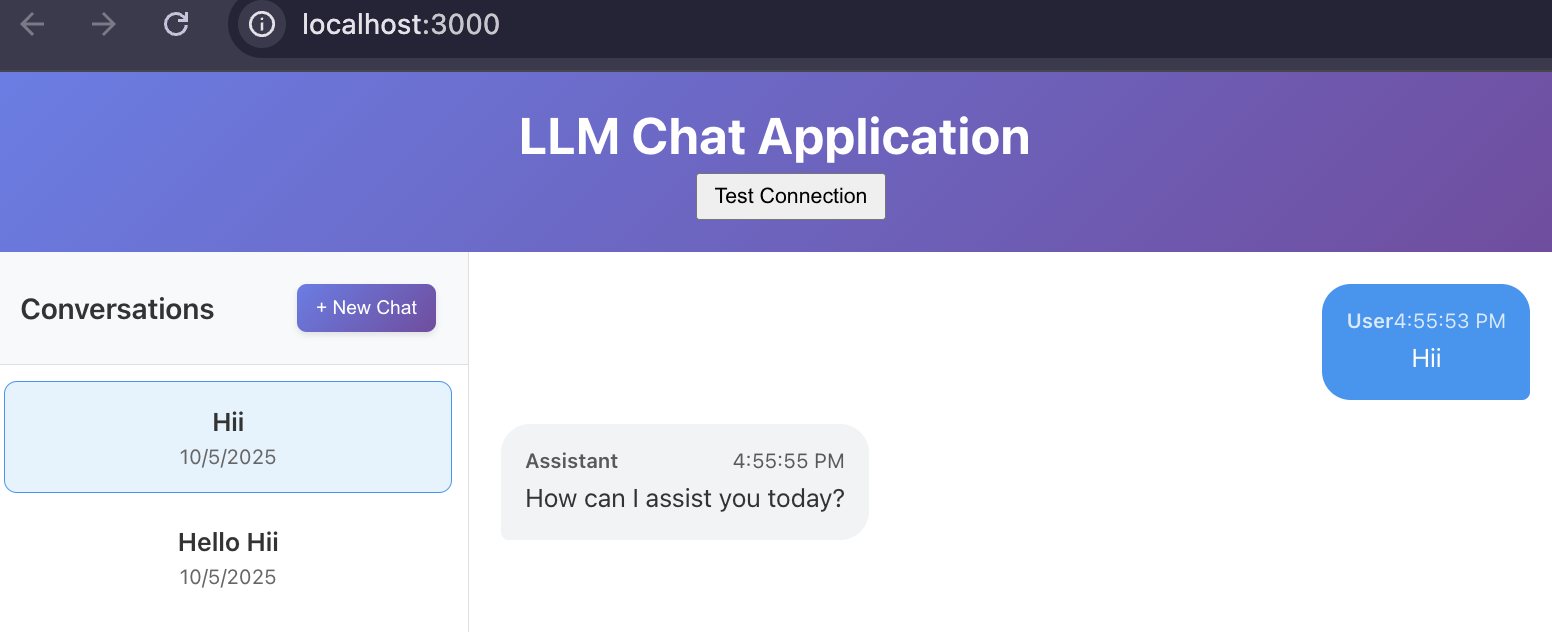 localhost:3000
LLM Chat Application
Test Connection
Conversations
+ New Chat
Hii
10/5/2025
Hello Hii
10/5/2025
User4:55:53 PM
Hii
Assistant 4:55:55 PM
How can I assist you today?